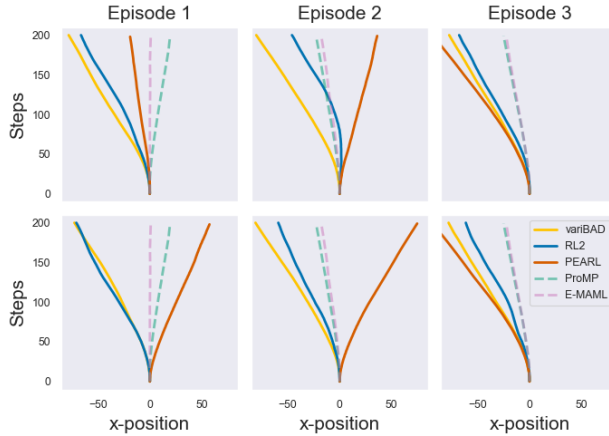 Episode 1 Episode 2 Episode 3
200
150
100
50
0
Steps
200
150
100
50
0
Steps
variBAD
RL2
PEARL
ProMP
E-MAML
−50 0 50 −50 0 50 −50 0 50
x-position x-position x-position